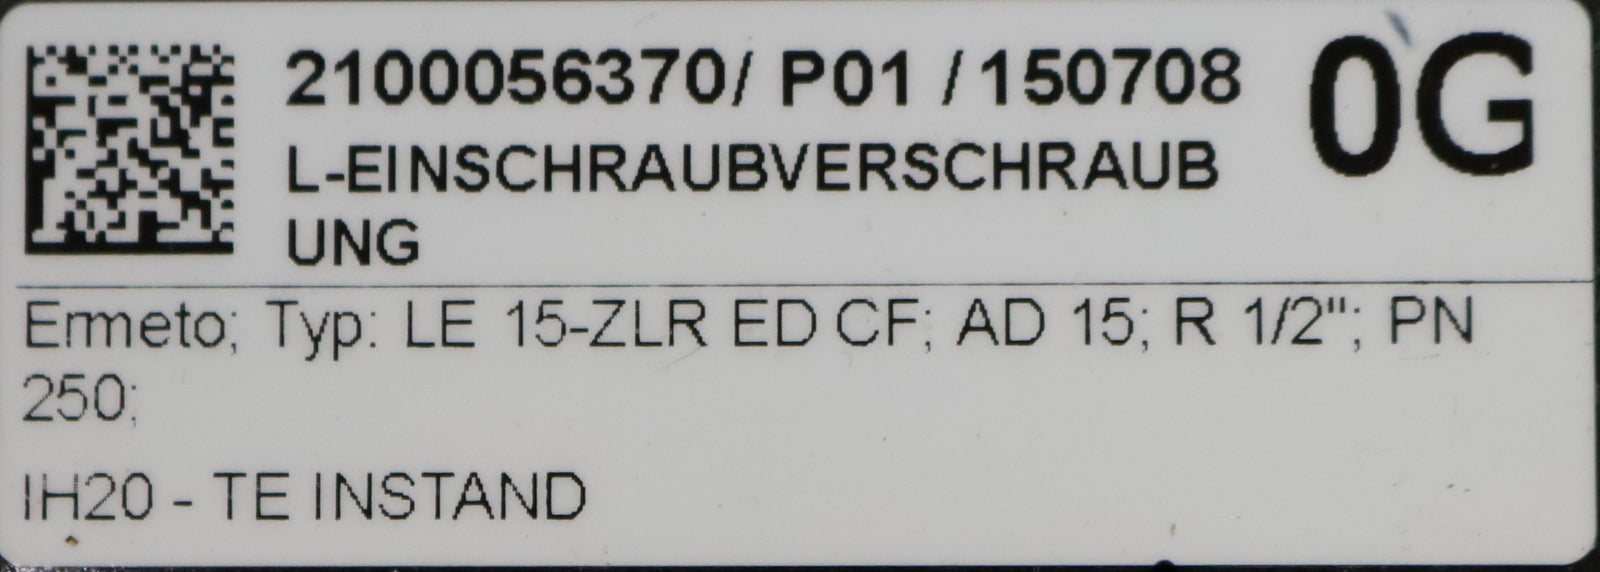 2100056370/ P01 / 150708
0G
L-EINSCHRAUBVERSCHRAUB
UNG
Ermeto; Typ: LE 15-ZLR ED CF; AD 15; R 1/2"; PN
250;
IH20 - TE INSTAND